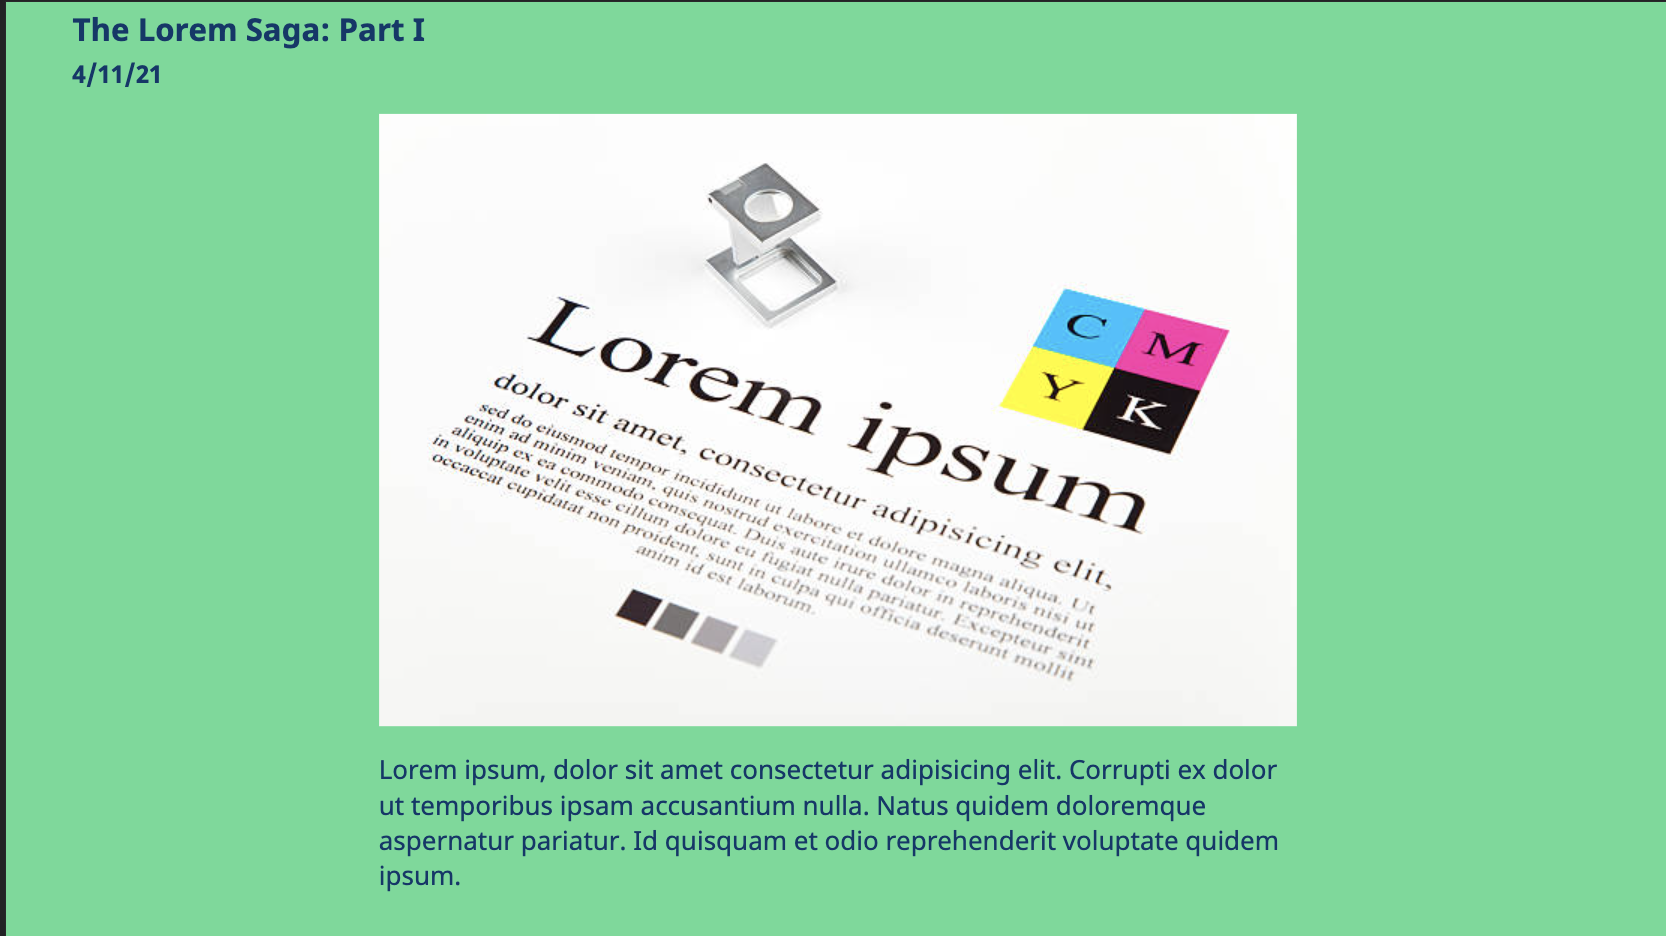 The Lorem Saga: Part I
4/11/21
Lorem ipsum
C M
Y K
dolor sit amet, consectetur adipisicing elit,
sed do eiusmod tempor incididunt ut labore et dolore magna aliqua. Ut
enim ad minim veniam, quis nostrud exercitation ullamco laboris nisi ut
aliquip ex ea commodo consequat. Duis aute irure dolor in reprehenderit
in voluptate velit esse cillum dolore eu fugiat nulla pariatur. Excepteur sint
occaecat cupidatat non proident, sunt in culpa qui officia deserunt mollit
anim id est laborum.
Lorem ipsum, dolor sit amet consectetur adipisicing elit. Corrupti ex dolor
ut temporibus ipsam accusantium nulla. Natus quidem doloremque
aspernatur pariatur. Id quisquam et odio reprehenderit voluptate quidem
ipsum.